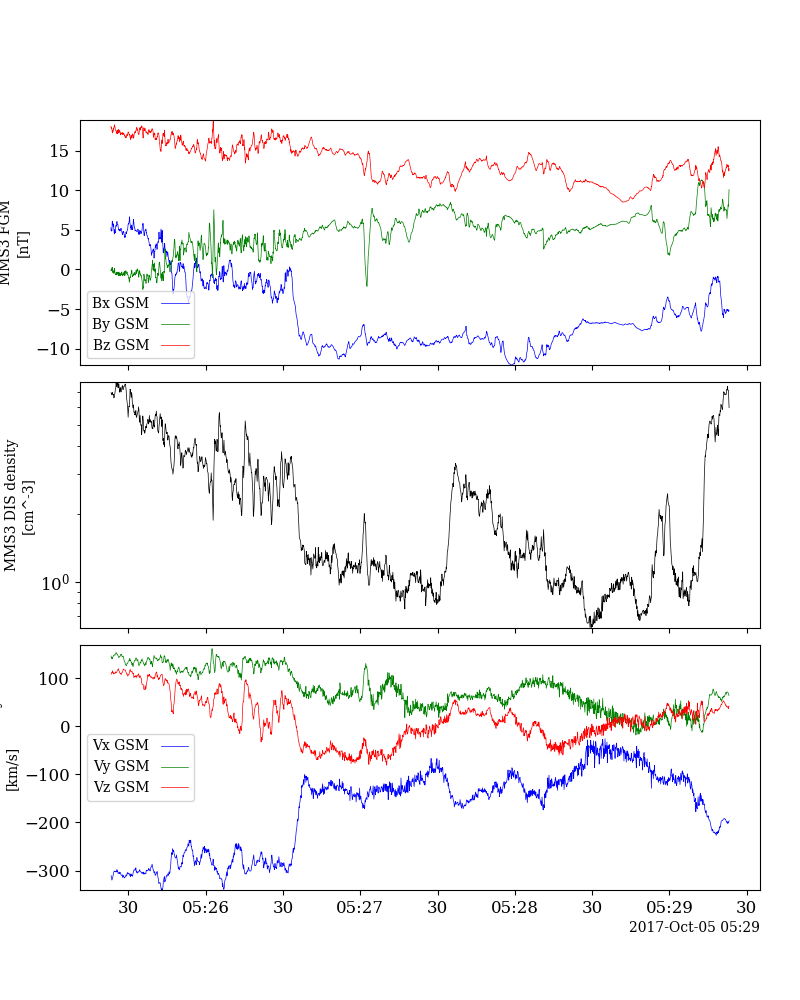 15
10
5
0
−5
−10
MMS3 FGM
[nT]
Bx GSM
By GSM
Bz GSM
10^0
MMS3 DIS density
[cm^-3]
100
0
−100
−200
−300
[km/s]
Vx GSM
Vy GSM
Vz GSM
30 05:26 30 05:27 30 05:28 30 05:29 30
2017-Oct-05 05:29